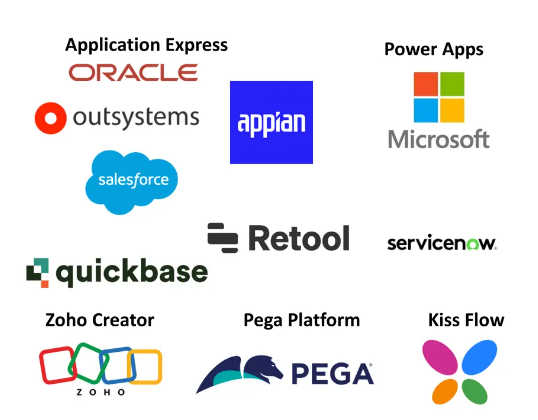 Application Express
ORACLE
Power Apps
outsystems
appian
Microsoft
salesforce
Retool
servicenow
quickbase
Zoho Creator
Pega Platform
Kiss Flow
ZOHO
PEGA